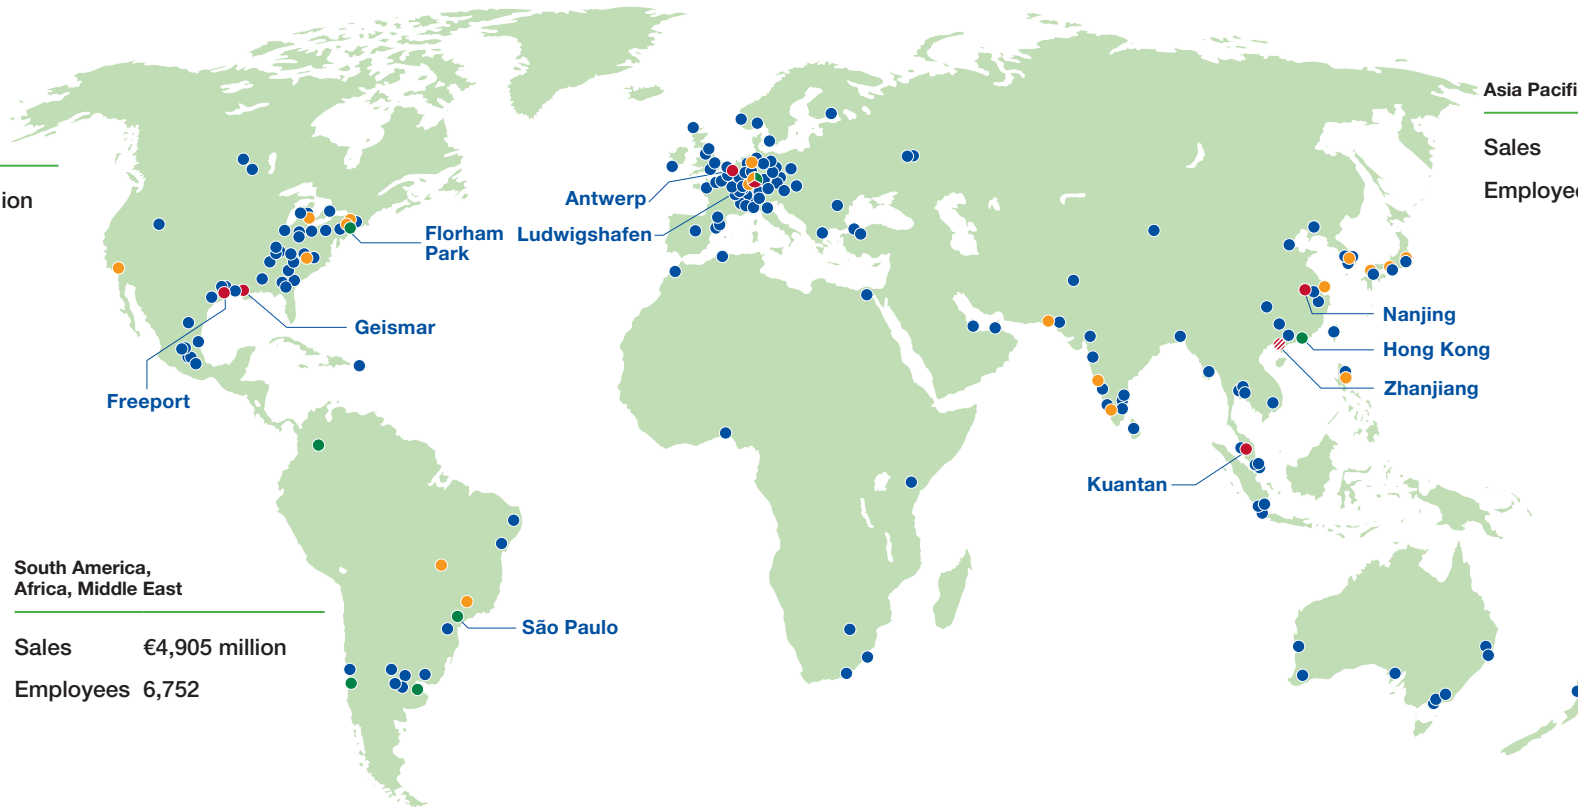 Asia Pacifi
Sales
Employee
ion
Antwerp
Ludwigshafen
Florham
Park
Geismar
Freeport
Nanjing
Hong Kong
Zhanjiang
Kuantan
South America,
Africa, Middle East
Sales €4,905 million
Employees 6,752
São Paulo